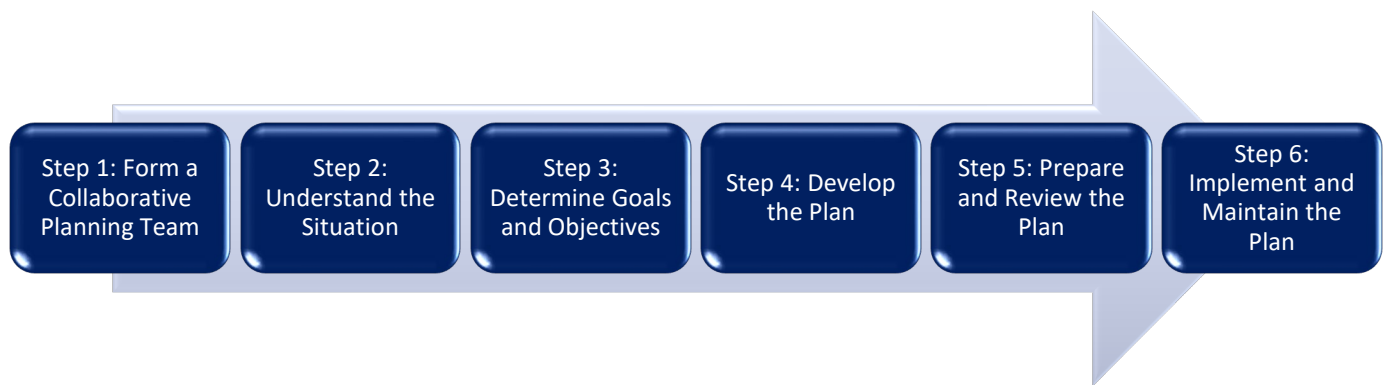 Step 1: Form a
Collaborative
Planning Team
Step 2:
Understand the
Situation
Step 3:
Determine Goals
and Objectives
Step 4: Develop
the Plan
Step 5: Prepare
and Review the
Plan
Step 6:
Implement and
Maintain the
Plan